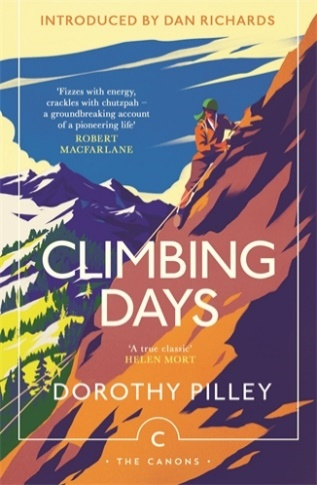 INTRODUCED BY DAN RICHARDS
'Fizzes with energy,
crackles with chutzpah –
a groundbreaking account
of a pioneering life'
ROBERT
MACFARLANE
CLIMBING
DAYS
'A true classic'
HELEN MORT
DOROTHY PILLEY
C
• THE CANONS •